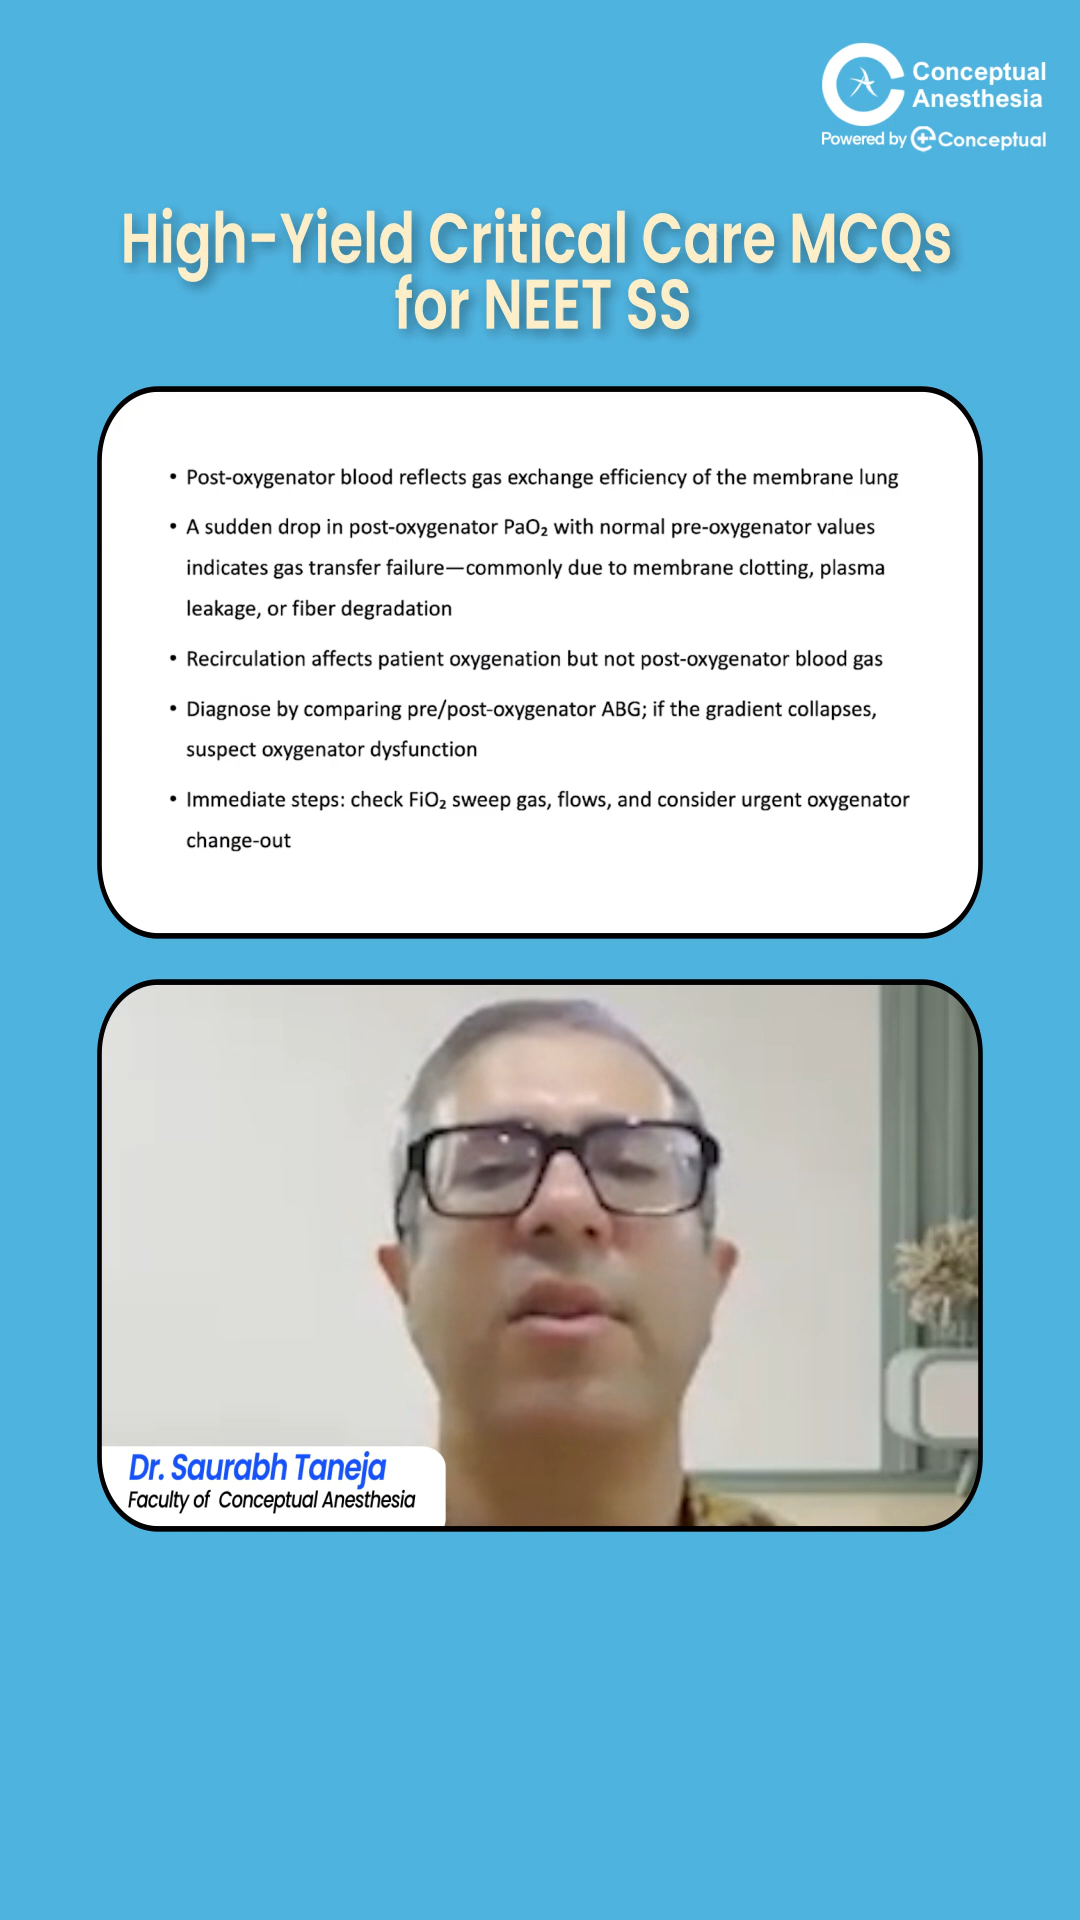 Conceptual
Anesthesia
Powered by Conceptual
High-Yield Critical Care MCQs
for NEET SS
• Post-oxygenator blood reflects gas exchange efficiency of the membrane lung
• A sudden drop in post-oxygenator PaO₂ with normal pre-oxygenator values
indicates gas transfer failure—commonly due to membrane clotting, plasma
leakage, or fiber degradation
• Recirculation affects patient oxygenation but not post-oxygenator blood gas
• Diagnose by comparing pre/post-oxygenator ABG; if the gradient collapses,
suspect oxygenator dysfunction
• Immediate steps: check FiO₂ sweep gas, flows, and consider urgent oxygenator
change-out
Dr. Saurabh Taneja
Faculty of Conceptual Anesthesia